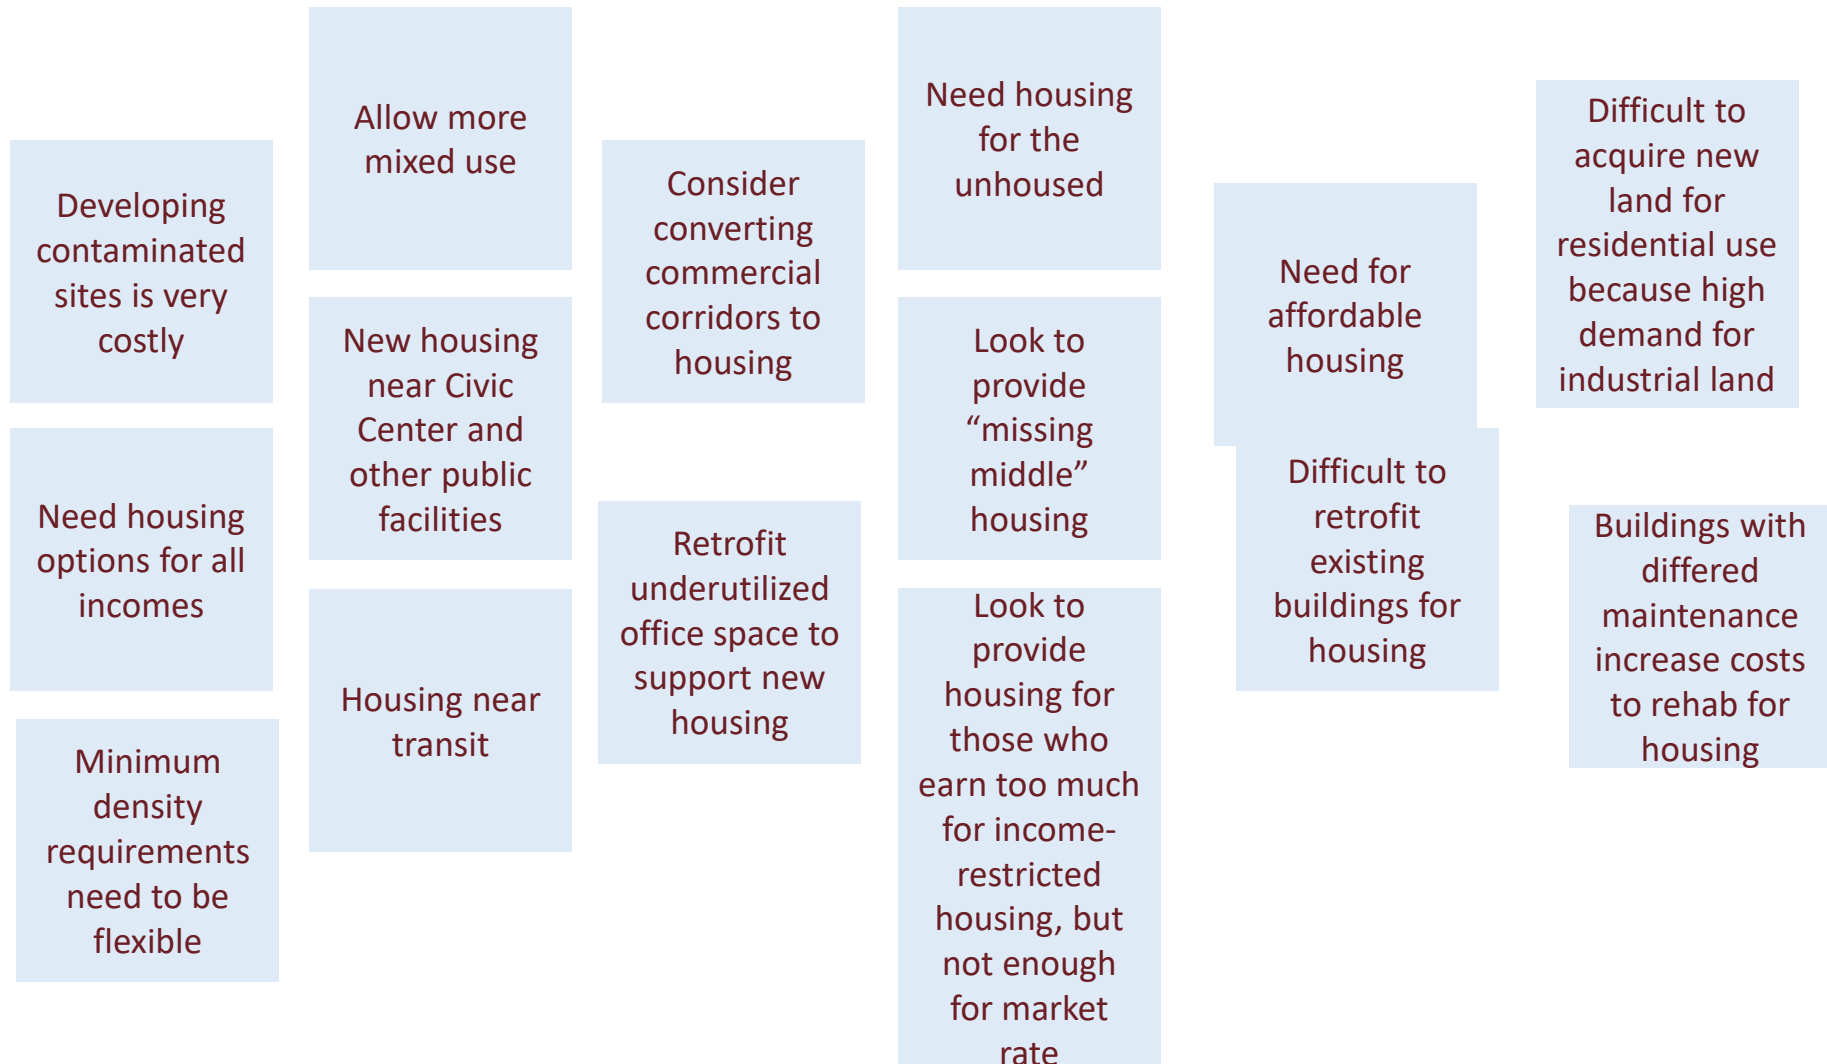 Developing
contaminated
sites is very
costly
Need housing
options for all
incomes
Minimum
density
requirements
need to be
flexible
Allow more
mixed use
New housing
near Civic
Center and
other public
facilities
Housing near
transit
Consider
converting
commercial
corridors to
housing
Retrofit
underutilized
office space to
support new
housing
Need housing
for the
unhoused
Look to
provide
“missing
middle”
housing
Look to
provide
housing for
those who
earn too much
for income-
restricted
housing, but
not enough
for market
rate
Need for
affordable
housing
Difficult to
retrofit
existing
buildings for
housing
Difficult to
acquire new
land for
residential use
because high
demand for
industrial land
Buildings with
differed
maintenance
increase costs
to rehab for
housing